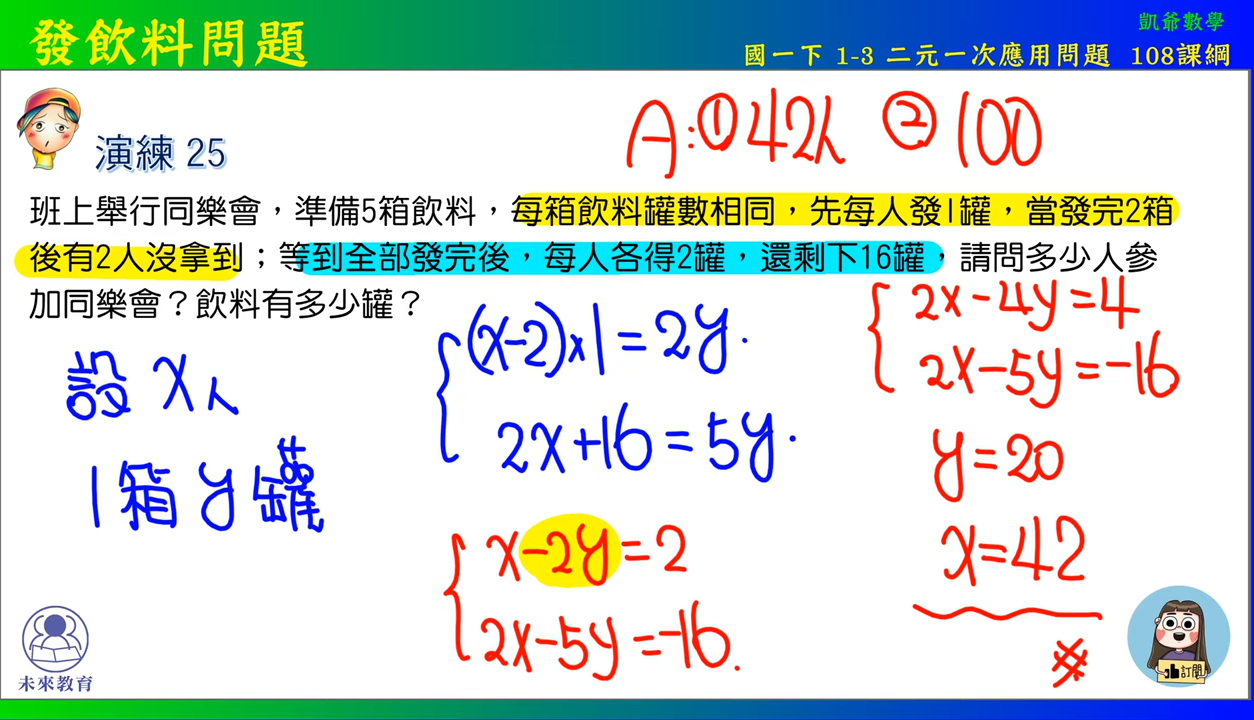 發飲料問題
凱爺數學
國一下 1-3 二元一次應用問題 108課綱
演練 25
A:①42人 ②100
班上舉行同樂會，準備5箱飲料，每箱飲料罐數相同，先每人發1罐，當發完2箱
後有2人沒拿到；等到全部發完後，每人各得2罐，還剩下16罐，請問多少人參
加同樂會？飲料有多少罐？
設 x人
1箱 y罐
(x-2)×1=2y.
2x+16=5y.
x-2y=2
2x-5y=-16.
2x-4y=4
2x-5y=-16
y=20
x=42
未來教育
訂閱